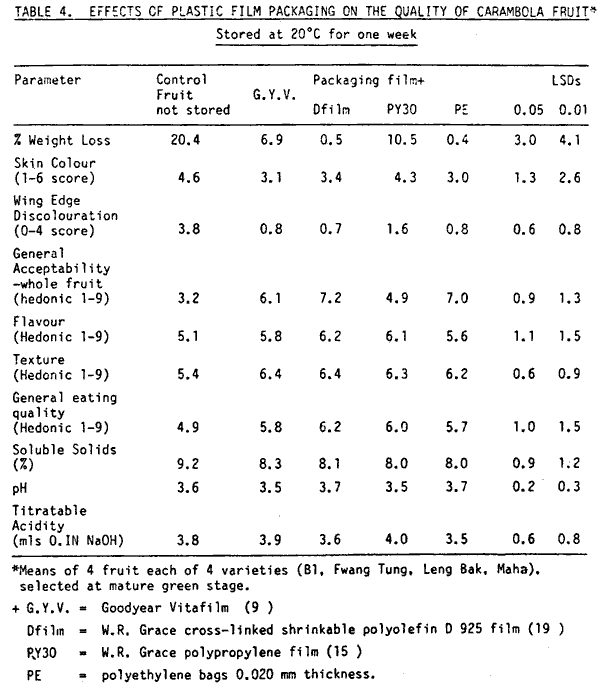 TABLE 4. EFFECTS OF PLASTIC FILM PACKAGING ON THE QUALITY OF CARAMBOLA FRUIT*
Stored at 20°C for one week
Parameter Control Packaging film+ LSDs
Fruit G.Y.V.
not stored Dfilm PY30 PE 0.05 0.01
% Weight Loss 20.4 6.9 0.5 10.5 0.4 3.0 4.1
Skin Colour
(1-6 score) 4.6 3.1 3.4 4.3 3.0 1.3 2.6
Wing Edge
Discolouration
(0-4 score) 3.8 0.8 0.7 1.6 0.8 0.6 0.8
General
Acceptability
-whole fruit
(hedonic 1-9) 3.2 6.1 7.2 4.9 7.0 0.9 1.3
Flavour
(Hedonic 1-9) 5.1 5.8 6.2 6.1 5.6 1.1 1.5
Texture
(Hedonic 1-9) 5.4 6.4 6.4 6.3 6.2 0.6 0.9
General eating
quality
(Hedonic 1-9) 4.9 5.8 6.2 6.0 5.7 1.0 1.5
Soluble Solids
(%) 9.2 8.3 8.1 8.0 8.0 0.9 1.2
pH 3.6 3.5 3.7 3.5 3.7 0.2 0.3
Titratable
Acidity
(mls O.IN NaOH) 3.8 3.9 3.6 4.0 3.5 0.6 0.8
*Means of 4 fruit each of 4 varieties (B1, Fwang Tung, Leng Bak, Maha).
selected at mature green stage.
+ G.Y.V. = Goodyear Vitafilm (9 )
Dfilm = W.R. Grace cross-linked shrinkable polyolefin D 925 film (19 )
PY30 = W.R. Grace polypropylene film (15 )
PE = polyethylene bags 0.020 mm thickness.